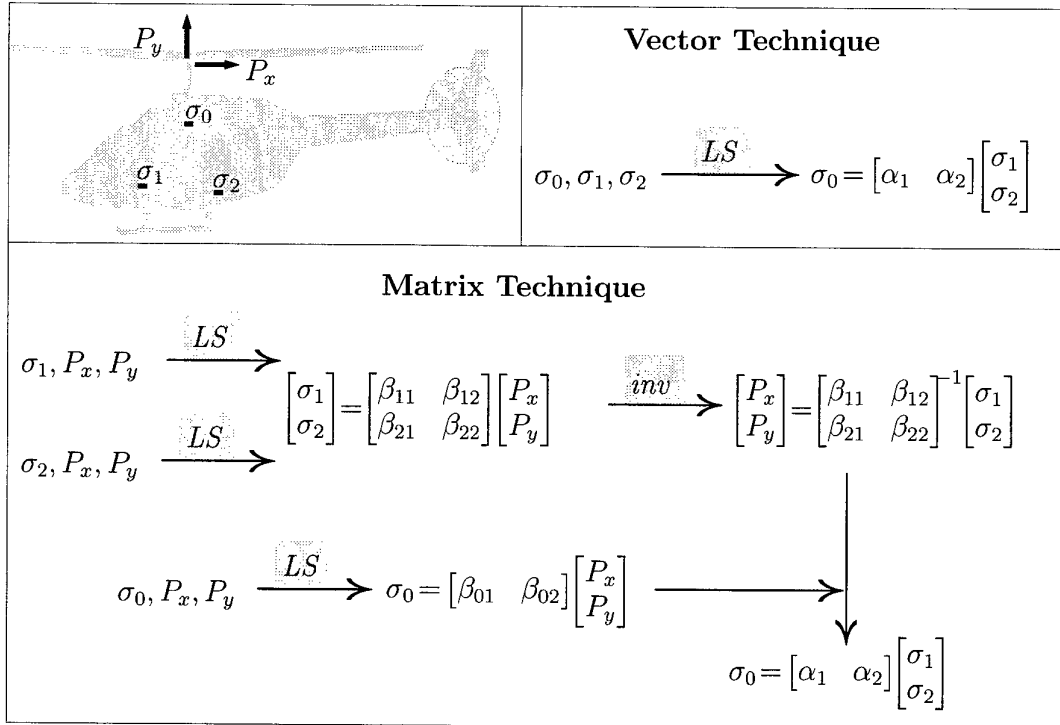 P_y
P_x
σ_0
σ_1
σ_2
Vector Technique
σ_0, σ_1, σ_2 LS σ_0 = [α_1 α_2] [σ_1 σ_2]
Matrix Technique
σ_1, P_x, P_y LS
σ_2, P_x, P_y LS
[σ_1 σ_2] = [β_11 β_12 β_21 β_22] [P_x P_y] inv [P_x P_y] = [β_11 β_12 β_21 β_22]^-1 [σ_1 σ_2]
σ_0, P_x, P_y LS σ_0 = [β_01 β_02] [P_x P_y]
σ_0 = [α_1 α_2] [σ_1 σ_2]